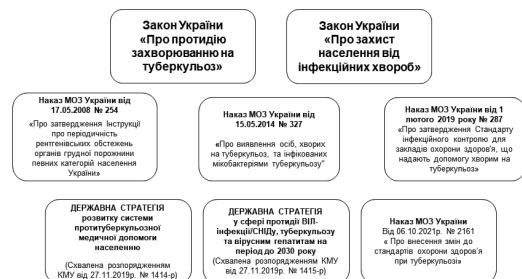 Закон України
«Про протидію
захворюванню на
туберкульоз»
Закон України
«Про захист
населення від
інфекційних хвороб»
Наказ МОЗ України від
17.05.2008 № 254
«Про затвердження Інструкції
про періодичність
рентгенівських обстежень
органів грудної порожнини
певних категорій населення
України»
Наказ МОЗ України від
15.05.2014 № 327
«Про виявлення осіб, хворих
на туберкульоз, та інфікованих
мікобактеріями туберкульозу"
Наказ МОЗ України від 1
лютого 2019 року № 287
«Про затвердження Стандарту
інфекційного контролю для
закладів охорони здоров'я, що
надають допомогу хворим на
туберкульоз»
ДЕРЖАВНА СТРАТЕГІЯ
розвитку системи
протитуберкульозної
медичної допомоги
населенню
(Схвалена розпорядженням
КМУ від 27.11.2019р. № 1414-р)
ДЕРЖАВНА СТРАТЕГІЯ
у сфері протидії ВІЛ-
інфекції/СНІДу, туберкульозу
та вірусним гепатитам на
період до 2030 року
(Схвалена розпорядженням КМУ
від 27.11.2019р. № 1415-р)
Наказ МОЗ України
Від 06.10.2021р. № 2161
« Про внесення змін до
стандартів охорони здоров'я
при туберкульозі»